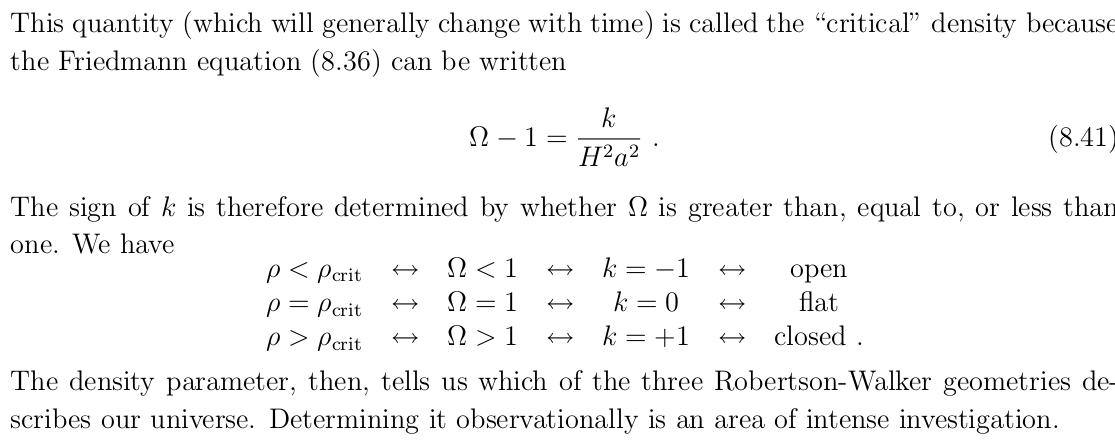 This quantity (which will generally change with time) is called the “critical” density because
the Friedmann equation (8.36) can be written
Ω − 1 = k / H²a² . (8.41)
The sign of k is therefore determined by whether Ω is greater than, equal to, or less than
one. We have
ρ < ρcrit ↔ Ω < 1 ↔ k = −1 ↔ open
ρ = ρcrit ↔ Ω = 1 ↔ k = 0 ↔ flat
ρ > ρcrit ↔ Ω > 1 ↔ k = +1 ↔ closed .
The density parameter, then, tells us which of the three Robertson-Walker geometries de-
scribes our universe. Determining it observationally is an area of intense investigation.